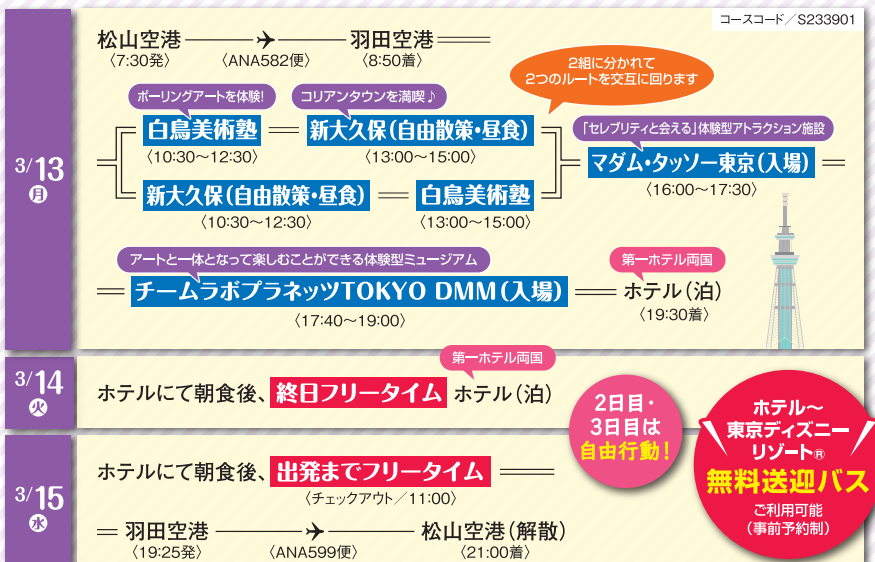 コースコード／S233901
松山空港 羽田空港
〈7:30発〉 〈ANA582便〉 〈8:50着〉
2組に分かれて
2つのルートを交互に回ります
ポーリングアートを体験!
コリアンタウンを満喫♪
白鳥美術塾 新大久保(自由散策・昼食)
〈10:30～12:30〉 〈13:00～15:00〉
新大久保(自由散策・昼食) 白鳥美術塾
〈10:30～12:30〉 〈13:00～15:00〉
「セレブリティと会える」体験型アトラクション施設
マダム・タッソー東京(入場)
〈16:00～17:30〉
3/13
月
アートと一体となって楽しむことができる体験型ミュージアム
チームラボプラネッツTOKYO DMM(入場)
〈17:40～19:00〉
第一ホテル両国
ホテル(泊)
〈19:30着〉
3/14
火
第一ホテル両国
ホテルにて朝食後、終日フリータイム ホテル(泊)
2日目・
3日目は
自由行動!
ホテル～
東京ディズニー
リゾート®
無料送迎バス
ご利用可能
(事前予約制)
3/15
水
ホテルにて朝食後、出発までフリータイム
〈チェックアウト／11:00〉
羽田空港 松山空港(解散)
〈19:25発〉 〈ANA599便〉 〈21:00着〉